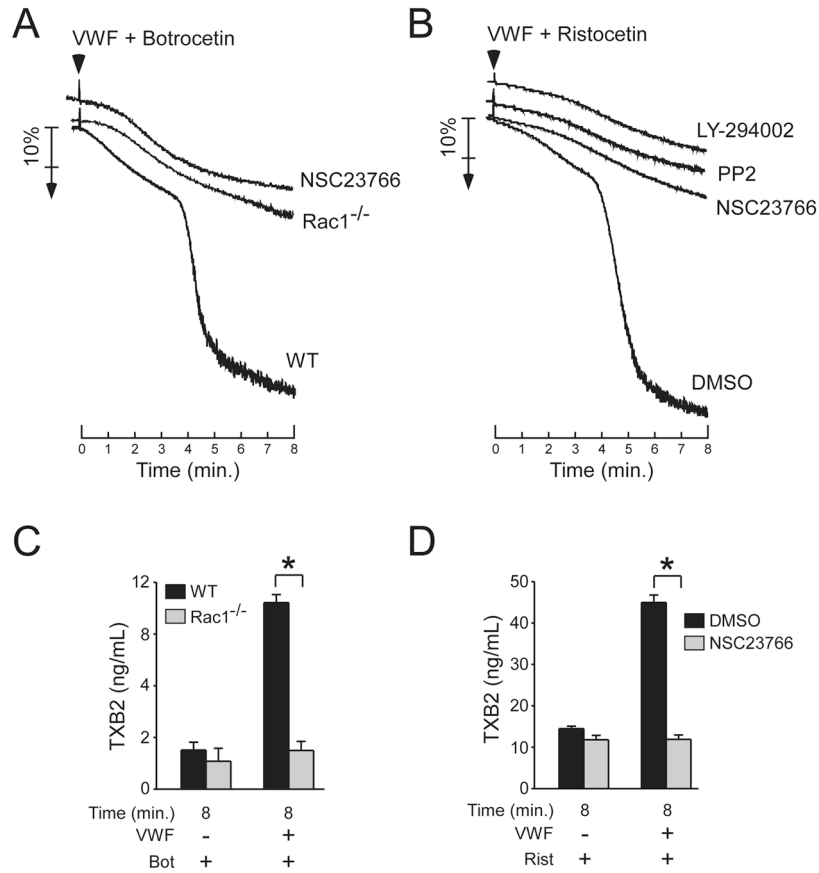 A
VWF + Botrocetin
10%
NSC23766
Rac1-/-
WT
0 1 2 3 4 5 6 7 8
Time (min.)
B
VWF + Ristocetin
10%
LY-294002
PP2
NSC23766
DMSO
0 1 2 3 4 5 6 7 8
Time (min.)
C
TXB2 (ng/mL)
12
8
4
2
0
WT
Rac1-/-
*
Time (min.) 8 8
VWF - +
Bot + +
D
TXB2 (ng/mL)
50
40
30
20
10
0
DMSO
NSC23766
*
Time (min.) 8 8
VWF - +
Rist + +